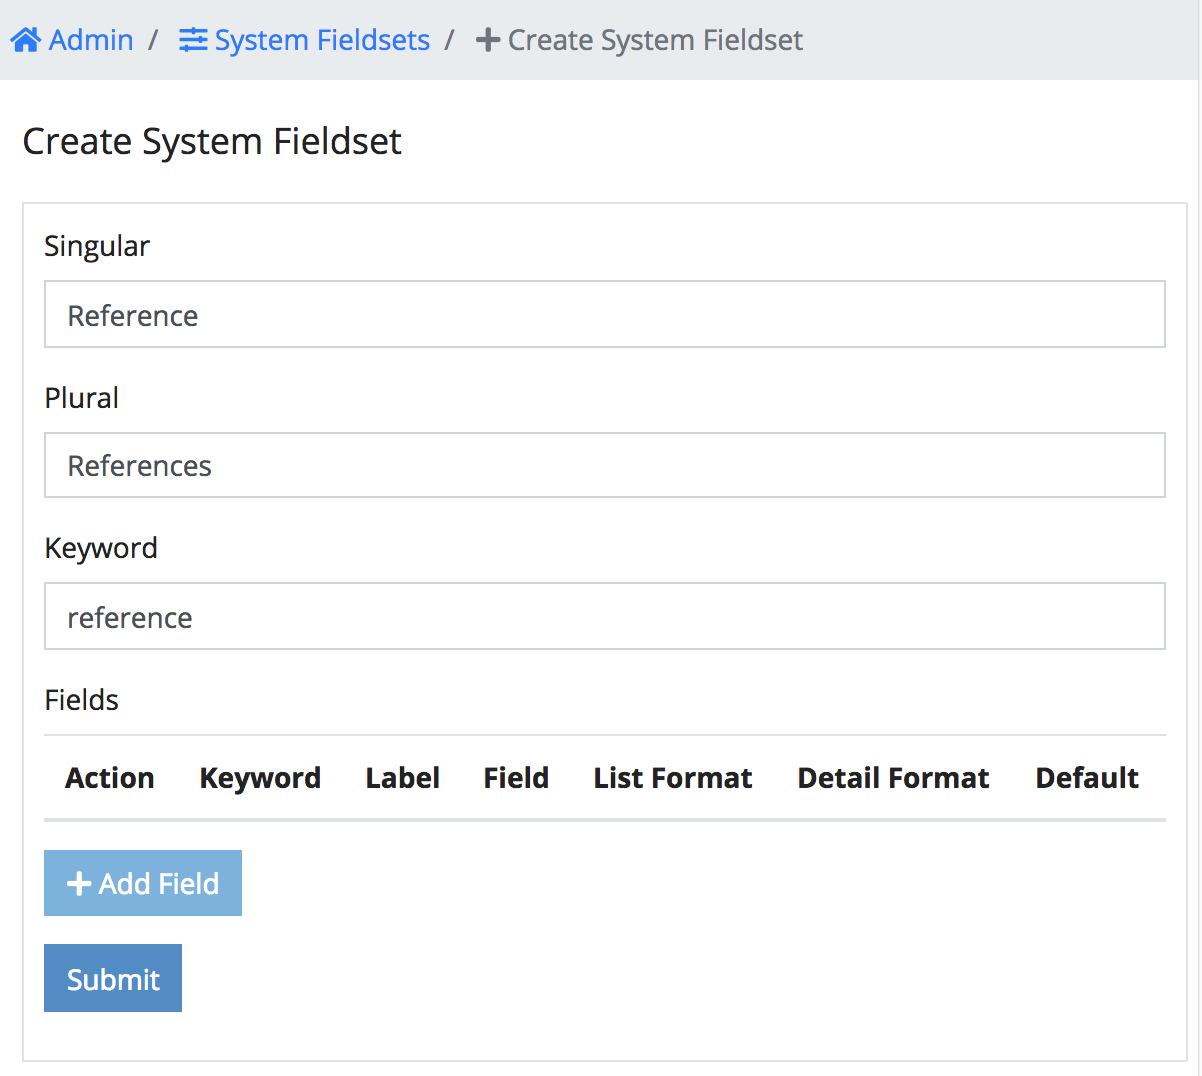 Admin / System Fieldsets / Create System Fieldset
Create System Fieldset
Singular
Reference
Plural
References
Keyword
reference
Fields
Action Keyword Label Field List Format Detail Format Default
Add Field
Submit